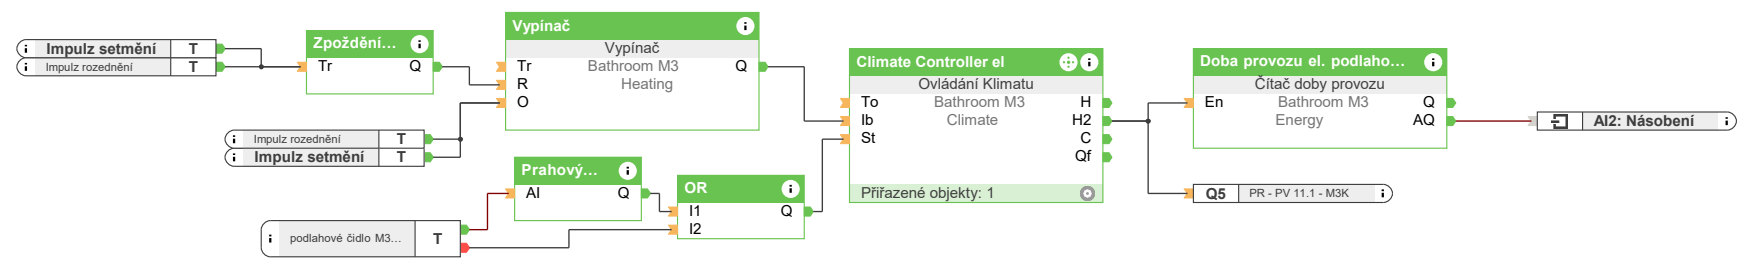 Impulz setmění T
Impulz rozednění T
Zpoždění...
Tr Q
Vypínač
Vypínač
Tr Bathroom M3 Q
R Heating
O
Impulz rozednění T
Impulz setmění T
Prahový...
AI Q
podlahové čidlo M3... T
OR
I1 Q
I2
Climate Controller el
Ovládání Klimatu
To Bathroom M3 H
Ib Climate H2
St C
Qf
Přiřazené objekty: 1
Doba provozu el. podlaho...
Čítač doby provozu
En Bathroom M3 Q
Energy AQ
AI2: Násobení
Q5 PR - PV 11.1 - M3K